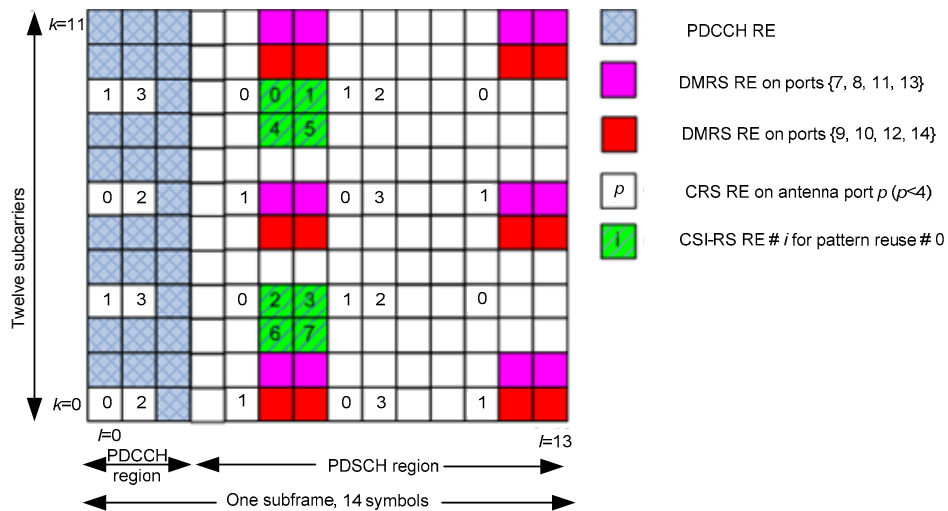 k=11
1 3 0 0 1 1 2 0
4 5
0 2 1 0 3 1
1 3 0 2 3 1 2 0
6 7
k=0 0 2 1 0 3 1
Twelve subcarriers
l=0 l=13
PDCCH
region
PDSCH region
One subframe, 14 symbols
PDCCH RE
DMRS RE on ports {7, 8, 11, 13}
DMRS RE on ports {9, 10, 12, 14}
p CRS RE on antenna port p (p<4)
i CSI-RS RE # i for pattern reuse # 0